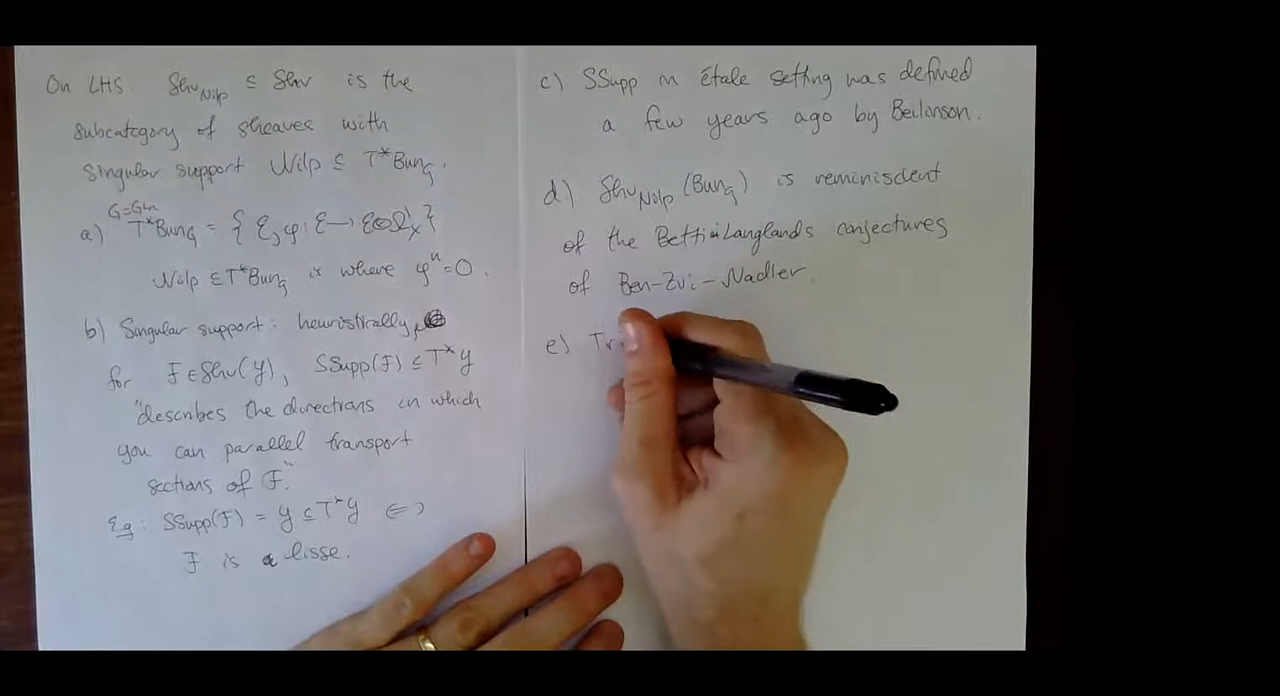 On LHS. Shv_Nilp ⊆ Shv is the
subcategory of sheaves with
singular support Nilp ⊆ T*Bun_G.
G=GLn
a) T*Bun_G = { E, φ: E → E⊗Ω¹_X }
Nilp ⊆ T*Bun_G is where φⁿ=0.
b) Singular support: heuristically,
for F∈Shv(Y), SSupp(F) ⊆ T*Y
"describes the directions in which
you can parallel transport
sections of F."
Eg: SSupp(F) = Y ⊆ T*Y ⟺
F is lisse.
c) SSupp in étale setting was defined
a few years ago by Beilinson.
d) Shv_Nilp (Bun_G) is reminiscent
of the Betti Langlands conjectures
of Ben-Zvi - Nadler.
e) Tri